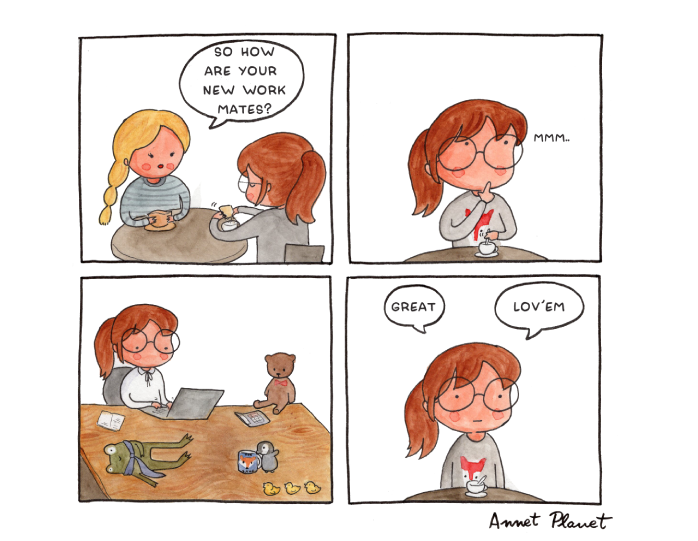 SO HOW
ARE YOUR
NEW WORK
MATES?
MMM..
GREAT
LOV'EM
Annet Planet